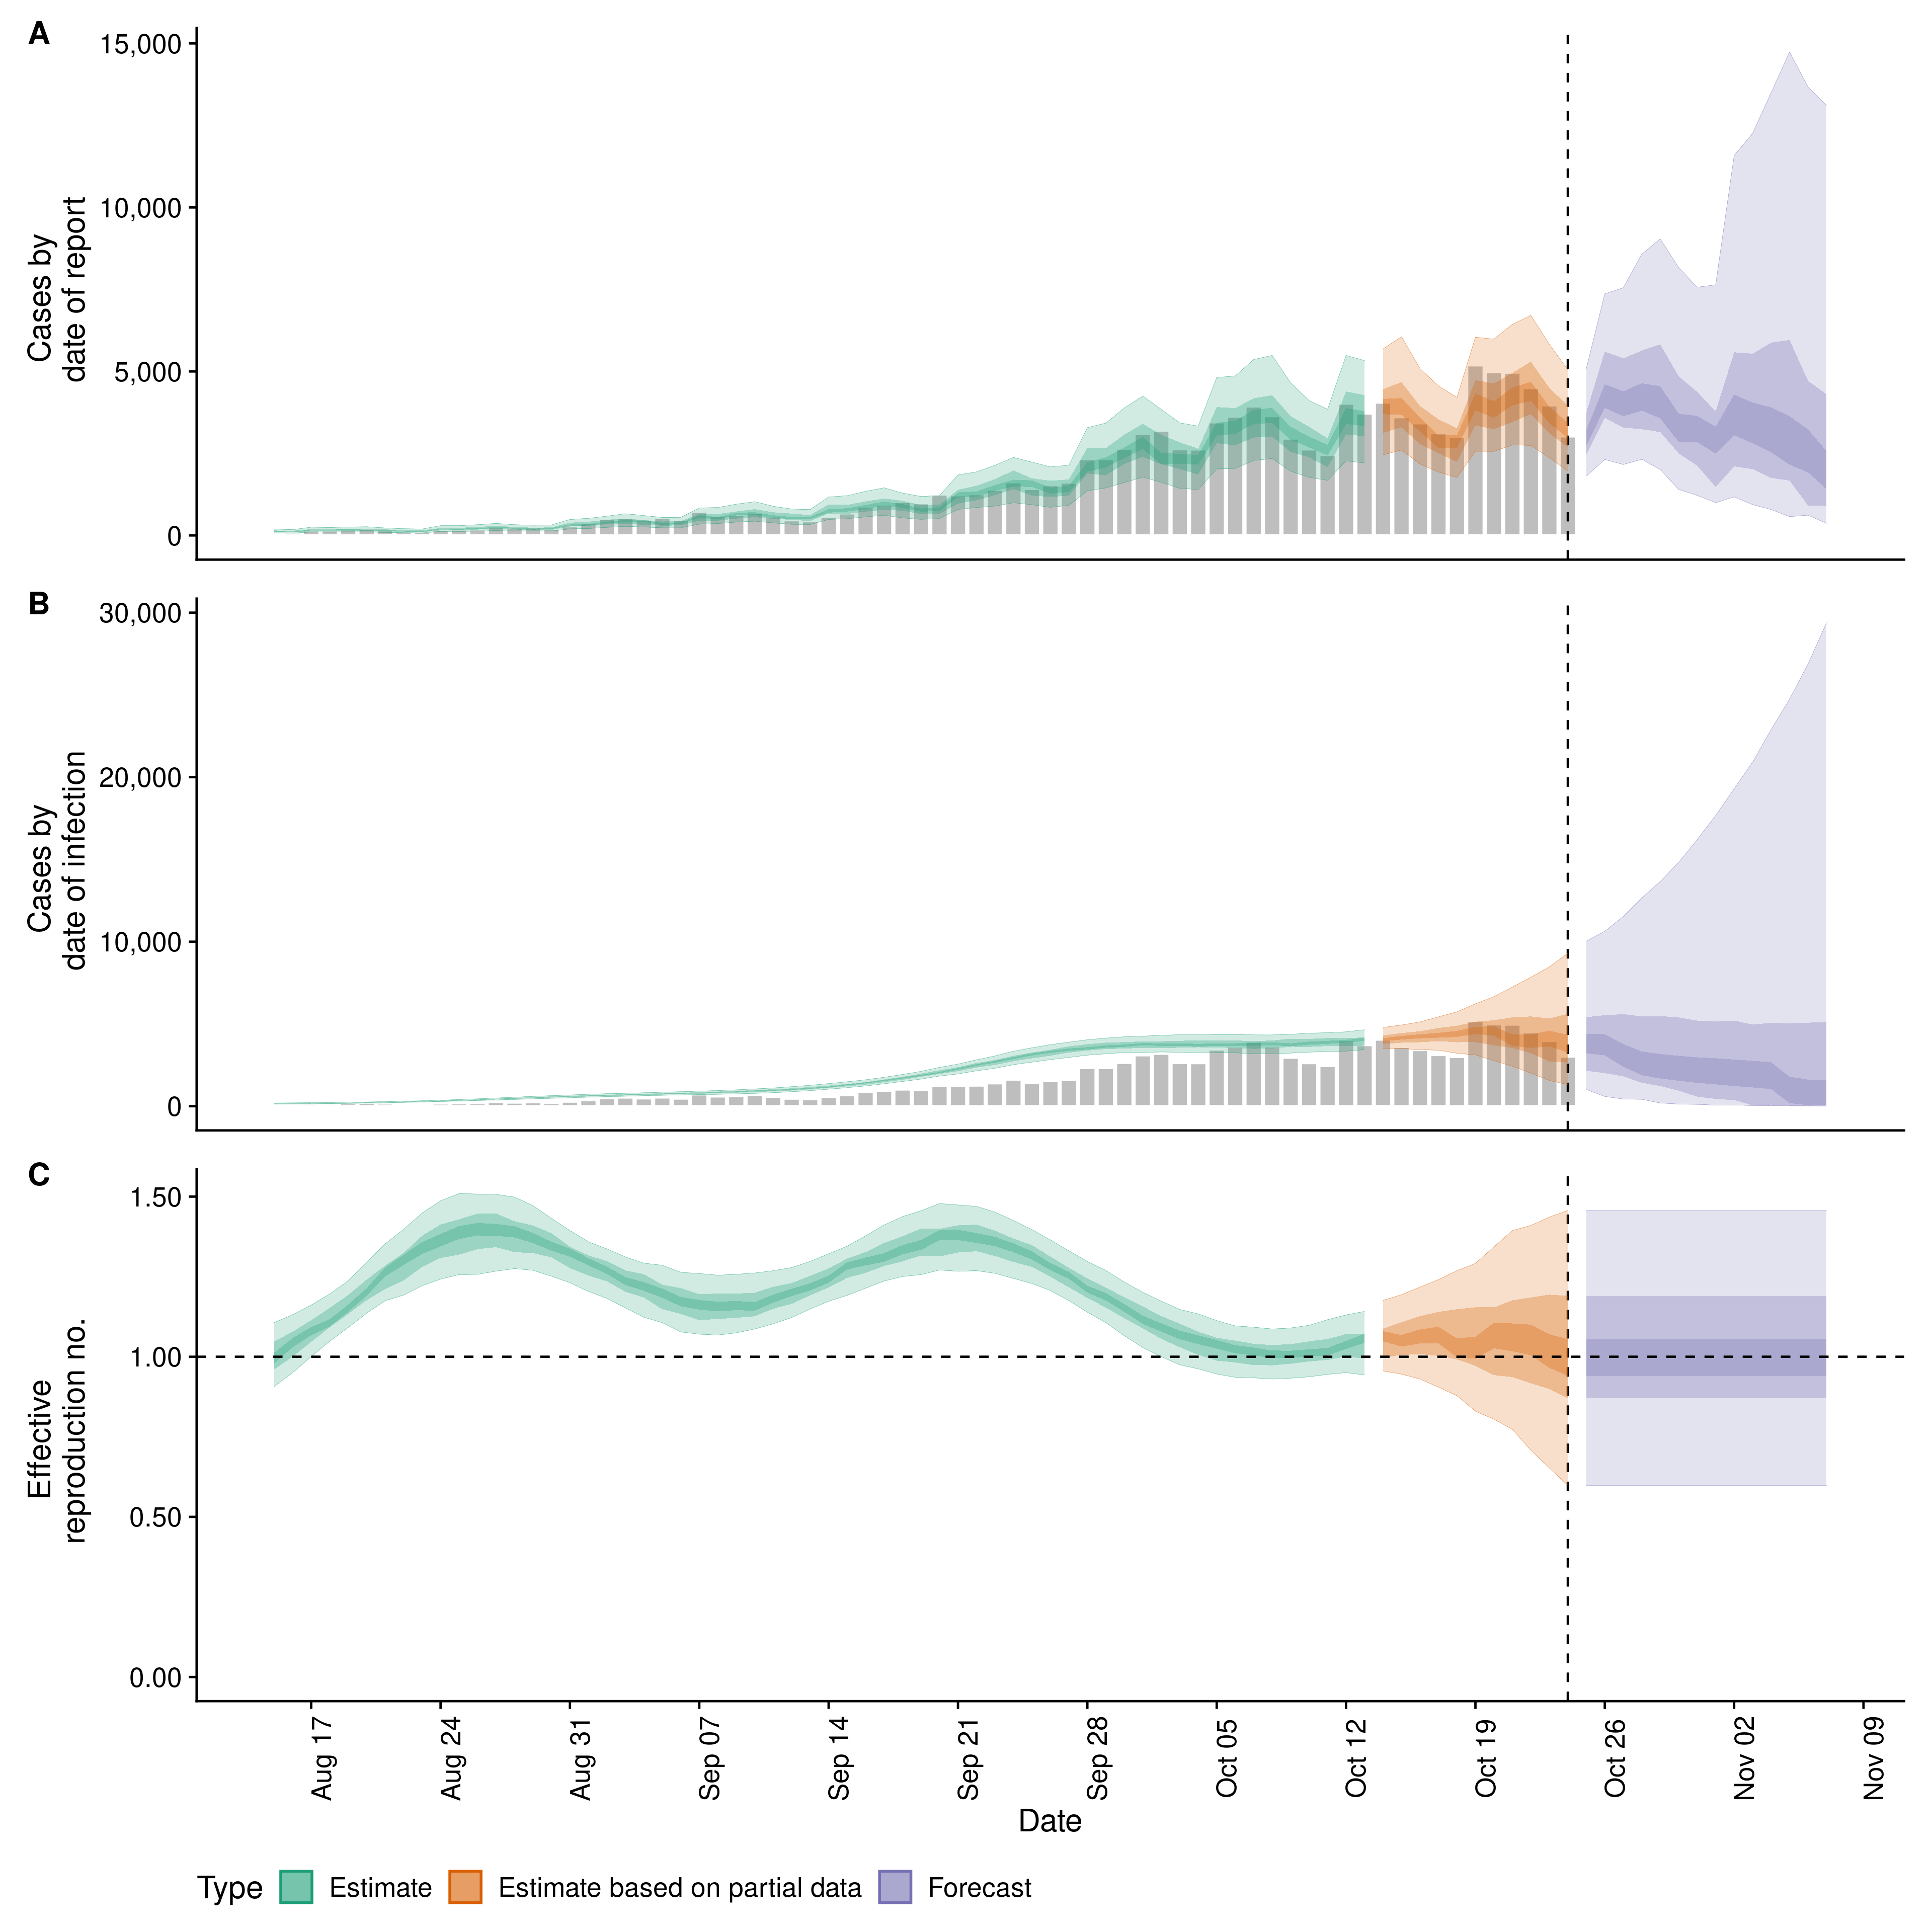 A
Cases by
date of report
15,000
10,000
5,000
0
B
Cases by
date of infection
30,000
20,000
10,000
0
C
Effective
reproduction no.
1.50
1.00
0.50
0.00
Aug 17
Aug 24
Aug 31
Sep 07
Sep 14
Sep 21
Sep 28
Oct 05
Oct 12
Oct 19
Oct 26
Nov 02
Nov 09
Date
Type Estimate Estimate based on partial data Forecast